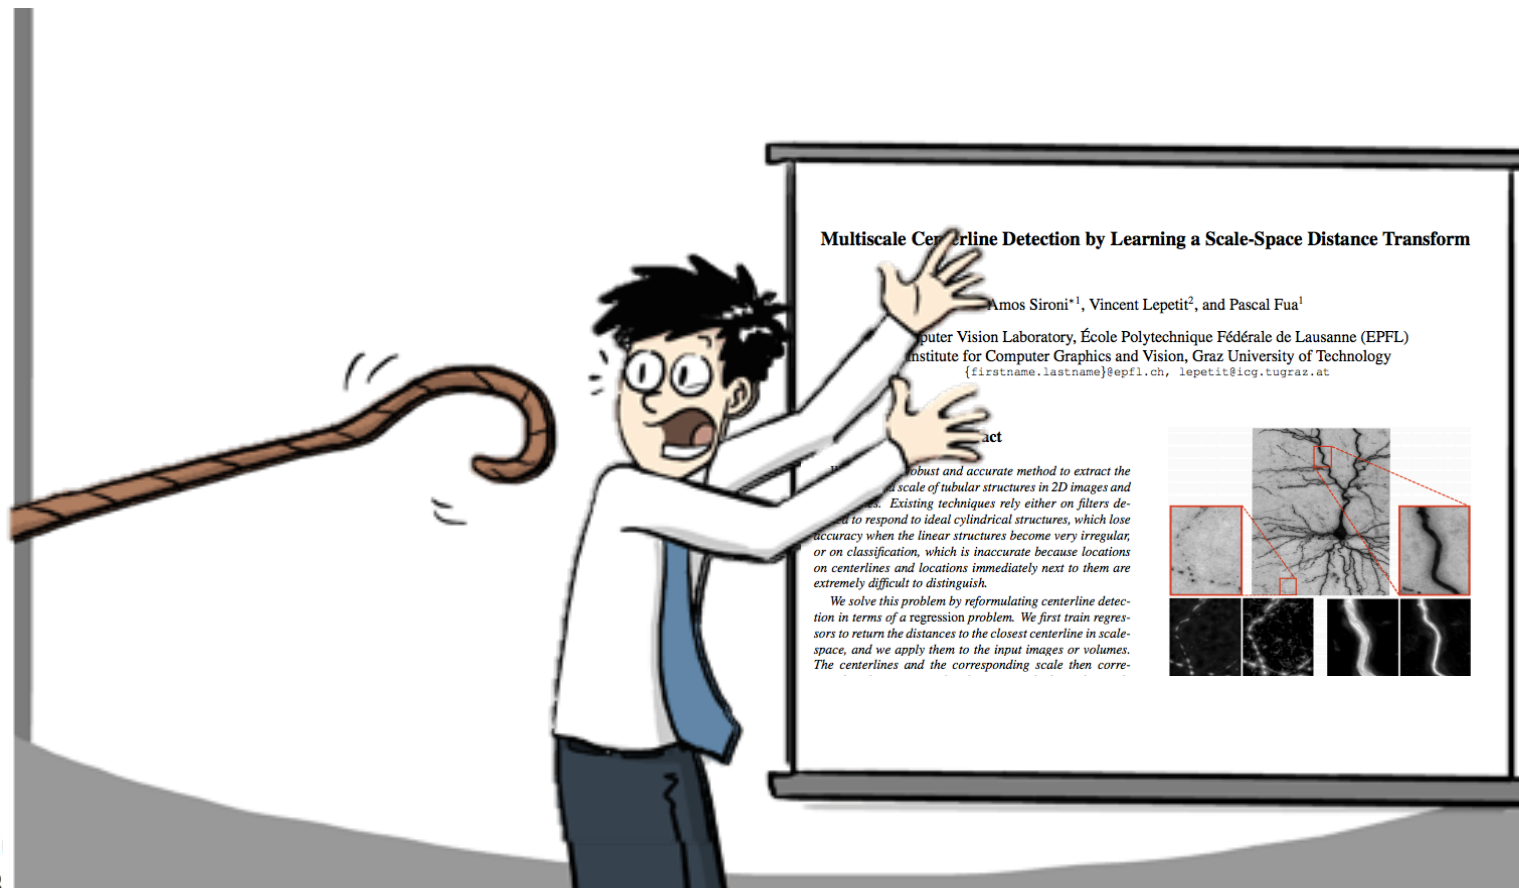 Multiscale Centerline Detection by Learning a Scale-Space Distance Transform
Amos Sironi*1, Vincent Lepetit2, and Pascal Fua1
puter Vision Laboratory, École Polytechnique Fédérale de Lausanne (EPFL)
nstitute for Computer Graphics and Vision, Graz University of Technology
{firstname.lastname}@epfl.ch, lepetit@icg.tugraz.at
act
obust and accurate method to extract the
scale of tubular structures in 2D images and
Existing techniques rely either on filters de-
to respond to ideal cylindrical structures, which lose
accuracy when the linear structures become very irregular,
or on classification, which is inaccurate because locations
on centerlines and locations immediately next to them are
extremely difficult to distinguish.
We solve this problem by reformulating centerline detec-
tion in terms of a regression problem. We first train regres-
sors to return the distances to the closest centerline in scale-
space, and we apply them to the input images or volumes.
The centerlines and the corresponding scale then corre-